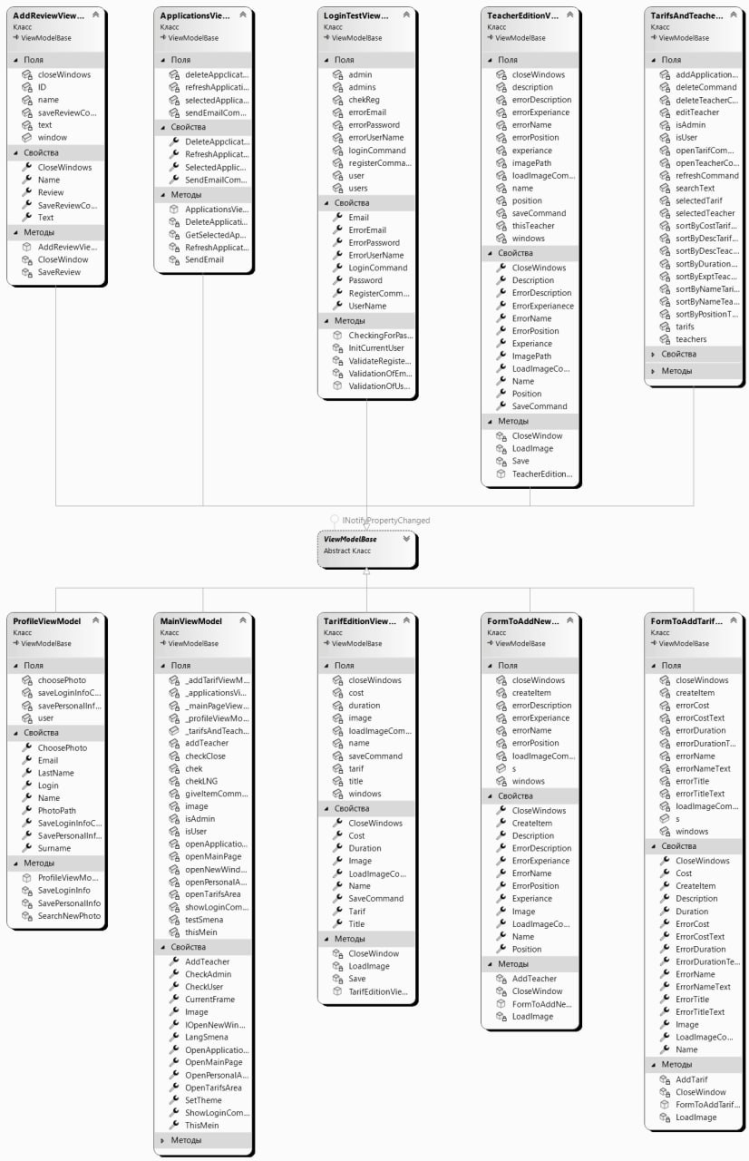 AddReviewView...
Класс
ViewModelBase
Поля
closeWindows
ID
name
saveReviewCo...
text
window
Свойства
CloseWindows
Name
Review
SaveReviewCo...
Text
Методы
AddReviewVie...
CloseWindow
SaveReview
ApplicationsVie...
Класс
ViewModelBase
Поля
deleteAppcicat...
refreshApplicati...
selectedApplica...
sendEmailCom...
Свойства
DeleteAppcicat...
RefreshApplicat...
SelectedApplic...
SendEmailCom...
Методы
ApplicationsVie...
DeleteApplicati...
GetSelectedAp...
RefreshApplicat...
SendEmail
LoginTestView...
Класс
ViewModelBase
Поля
admin
admins
chekReg
errorEmail
errorPassword
errorUserName
loginCommand
registerComma...
user
users
Свойства
Email
ErrorEmail
ErrorPassword
ErrorUserName
LoginCommand
Password
RegisterComm...
UserName
Методы
CheckingForPas...
InitCurrentUser
ValidateRegiste...
ValidationOfEm...
ValidationOfUs...
TeacherEditionV...
Класс
ViewModelBase
Поля
closeWindows
description
errorDescription
errorExperiance
errorName
errorPosition
experiance
imagePath
loadImageCom...
name
position
saveCommand
thisTeacher
windows
Свойства
CloseWindows
Description
ErrorDescription
ErrorExperianece
ErrorName
ErrorPosition
Experiance
ImagePath
LoadImageCo...
Name
Position
SaveCommand
Методы
CloseWindow
LoadImage
Save
TeacherEdition...
TarifsAndTeache...
Класс
ViewModelBase
Поля
addApplication...
deleteCommand
deleteTeacherC...
editTeacher
isAdmin
isUser
openTarifCom...
openTeacherCo...
refreshCommand
searchText
selectedTarif
selectedTeacher
sortByCostTarif...
sortByDescTarif...
sortByDescTeac...
sortByDuration...
sortByExptTeac...
sortByNameTari...
sortByNameTea...
sortByPositionT...
tarifs
teachers
Свойства
Методы
INotifyPropertyChanged
ViewModelBase
Abstract Класс
ProfileViewModel
Класс
ViewModelBase
Поля
choosePhoto
saveLoginInfoC...
savePersonalInf...
user
Свойства
ChoosePhoto
Email
LastName
Login
Name
PhotoPath
SaveLoginInfoC...
SavePersonalInf...
Surname
Методы
ProfileViewMo...
SaveLoginInfo
SavePersonalInfo
SearchNewPhoto
MainViewModel
Класс
ViewModelBase
Поля
_addTarifViewM...
_applicationsVi...
_mainPageView...
_profileViewMo...
_tarifsAndTeach...
addTeacher
checkClose
chek
chekLNG
giveItemComm...
image
isAdmin
isUser
openApplicatio...
openMainPage
openNewWind...
openPersonalA...
openTarifsArea
showLoginCom...
testSmena
thisMein
Свойства
AddTeacher
CheckAdmin
CheckUser
CurrentFrame
Image
IOpenNewWin...
LangSmena
OpenApplicatio...
OpenMainPage
OpenPersonalA...
OpenTarifsArea
SetTheme
ShowLoginCom...
ThisMein
Методы
TarifEditionView...
Класс
ViewModelBase
Поля
closeWindows
cost
duration
image
loadImageCom...
name
saveCommand
tarif
title
windows
Свойства
CloseWindows
Cost
Duration
Image
LoadImageCo...
Name
SaveCommand
Tarif
Title
Методы
CloseWindow
LoadImage
Save
TarifEditionVie...
FormToAddNew...
Класс
ViewModelBase
Поля
closeWindows
createItem
errorDescription
errorExperiance
errorName
errorPosition
loadImageCom...
s
windows
Свойства
CloseWindows
CreateItem
Description
ErrorDescription
ErrorExperiance
ErrorName
ErrorPosition
Experiance
Image
LoadImageCo...
Name
Position
Методы
AddTeacher
CloseWindow
FormToAddNe...
LoadImage
FormToAddTarif...
Класс
ViewModelBase
Поля
closeWindows
createItem
errorCost
errorCostText
errorDuration
errorDurationT...
errorName
errorNameText
errorTitle
errorTitleText
loadImageCom...
s
windows
Свойства
CloseWindows
Cost
CreateItem
Description
Duration
ErrorCost
ErrorCostText
ErrorDuration
ErrorDurationTe...
ErrorName
ErrorNameText
ErrorTitle
ErrorTitleText
Image
LoadImageCo...
Name
Методы
AddTarif
CloseWindow
FormToAddTarif...
LoadImage